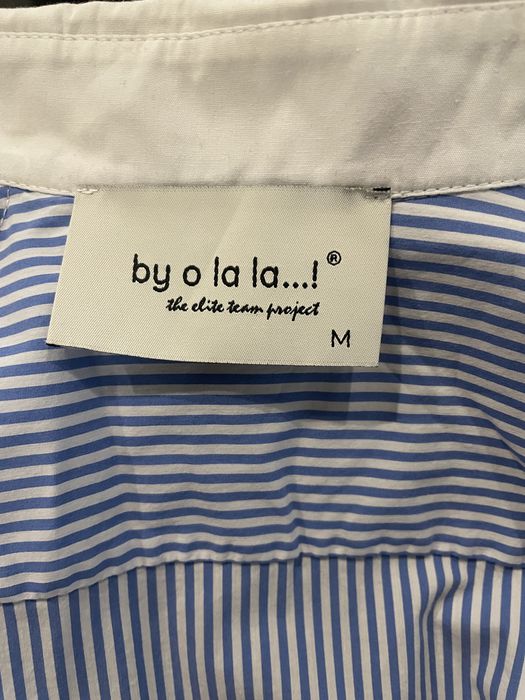 by o la la...!®
the elite team project
M